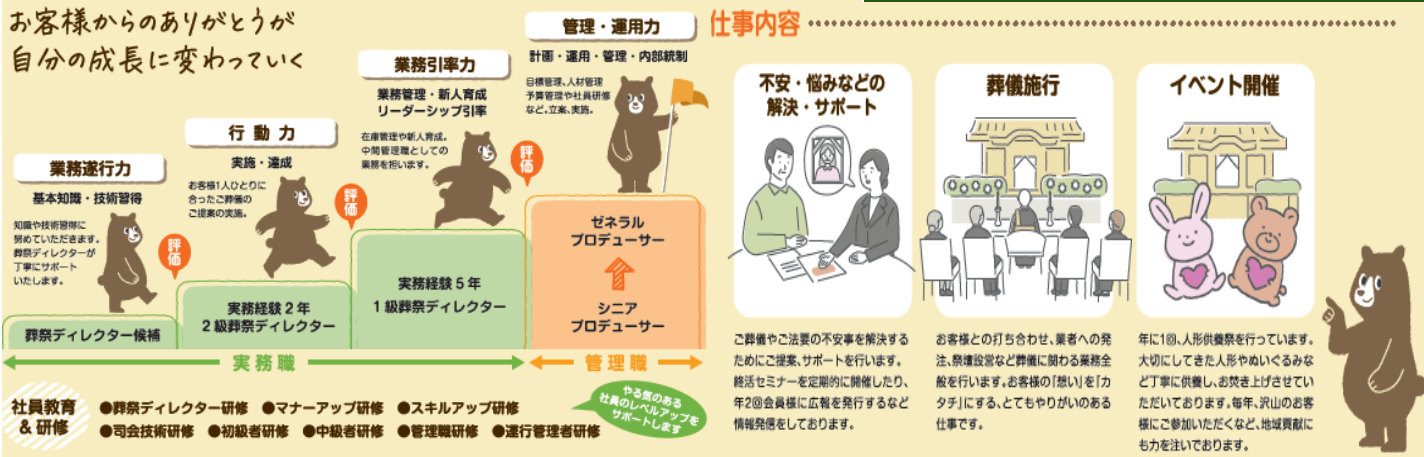 お客様からのありがとうが
自分の成長に変わっていく
業務遂行力
基本知識・技術習得
知識や技術習得に
努めていただきます。
葬祭ディレクターが
丁寧にサポート
いたします。
評価
葬祭ディレクター候補
行動力
実施・達成
お客様1人ひとりに
合ったご葬儀の
ご提案の実施。
評価
実務経験2年
2級葬祭ディレクター
業務引率力
業務管理・新人育成
リーダーシップ引率
在庫管理や新人育成。
中間管理職としての
業務を担います。
評価
実務経験5年
1級葬祭ディレクター
管理・運用力
計画・運用・管理・内部統制
目標管理、人材管理
予算管理や社員研修
など。立案、実施。
ゼネラル
プロデューサー
シニア
プロデューサー
実務職
管理職
社員教育
&研修
●葬祭ディレクター研修 ●マナーアップ研修 ●スキルアップ研修
●司会技術研修 ●初級者研修 ●中級者研修 ●管理職研修 ●運行管理者研修
やる気のある
社員のレベルアップを
サポートします
仕事内容
不安・悩みなどの
解決・サポート
ご葬儀やご法要の不安事を解決する
ためにご提案、サポートを行います。
終活セミナーを定期的に開催したり、
年2回会員様に広報を発行するなど
情報発信をしております。
葬儀施行
お客様との打ち合わせ、業者への発
注、祭壇設営など葬儀に関わる業務全
般を行います。お客様の「想い」を「カ
タチ」にする、とてもやりがいのある
仕事です。
イベント開催
年に1回、人形供養祭を行っています。
大切にしてきた人形やぬいぐるみな
ど丁寧に供養し、お焚き上げさせてい
ただいております。毎年、沢山のお客
様にご参加いただくなど、地域貢献に
も力を注いでおります。